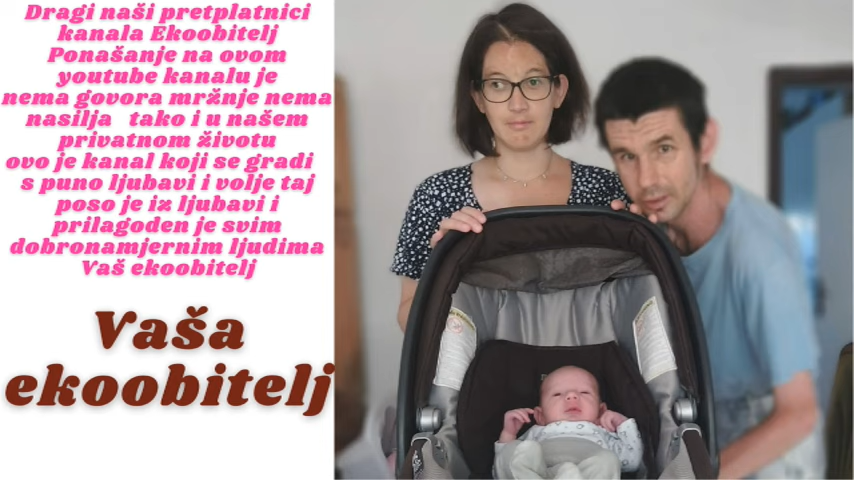 Dragi naši pretplatnici
kanala Ekoobitelj
Ponašanje na ovom
youtube kanalu je
nema govora mržnje nema
nasilja tako i u našem
privatnom životu
ovo je kanal koji se gradi
s puno ljubavi i volje taj
poso je iz ljubavi i
prilagođen je svim
dobronamjernim ljudima
Vaš ekoobitelj
Vaša
ekoobitelj